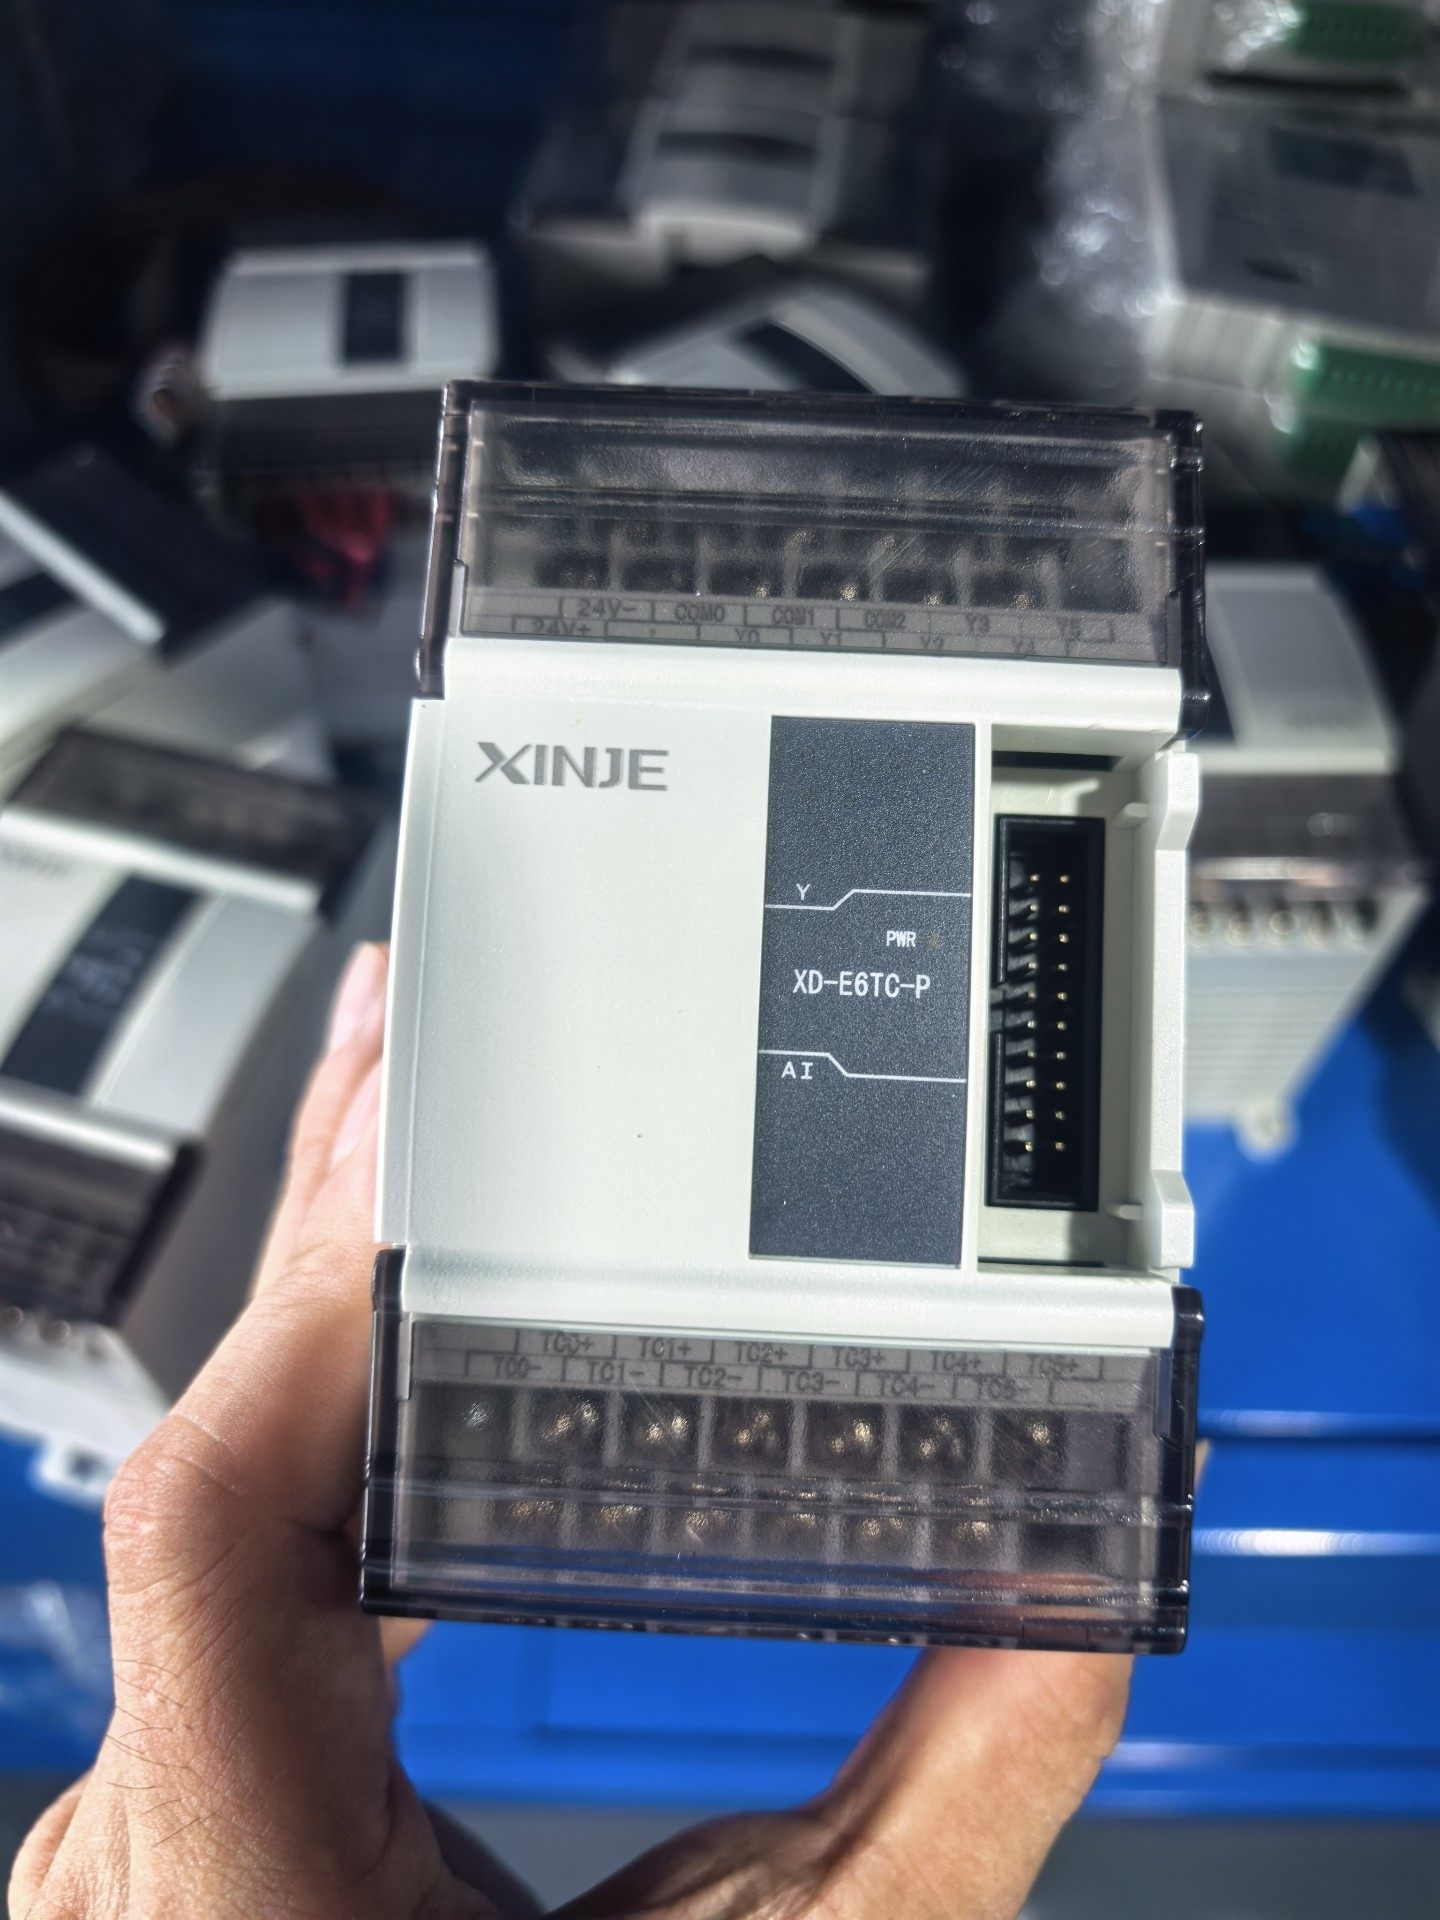 24V- COM0 COM1 COM2 Y3 Y5
24V+ · Y0 Y1 Y2 Y4
XINJE
Y
PWR
XD-E6TC-P
AI
TC0+ TC1+ TC2+ TC3+ TC4+ TC5+
TC0- TC1- TC2- TC3- TC4- TC5-